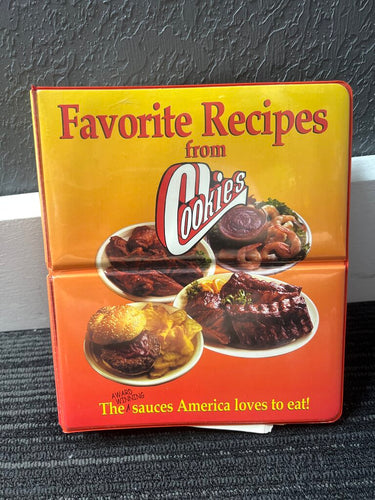 Favorite Recipes
from
Cookies
AWARD
WINNING
The sauces America loves to eat!